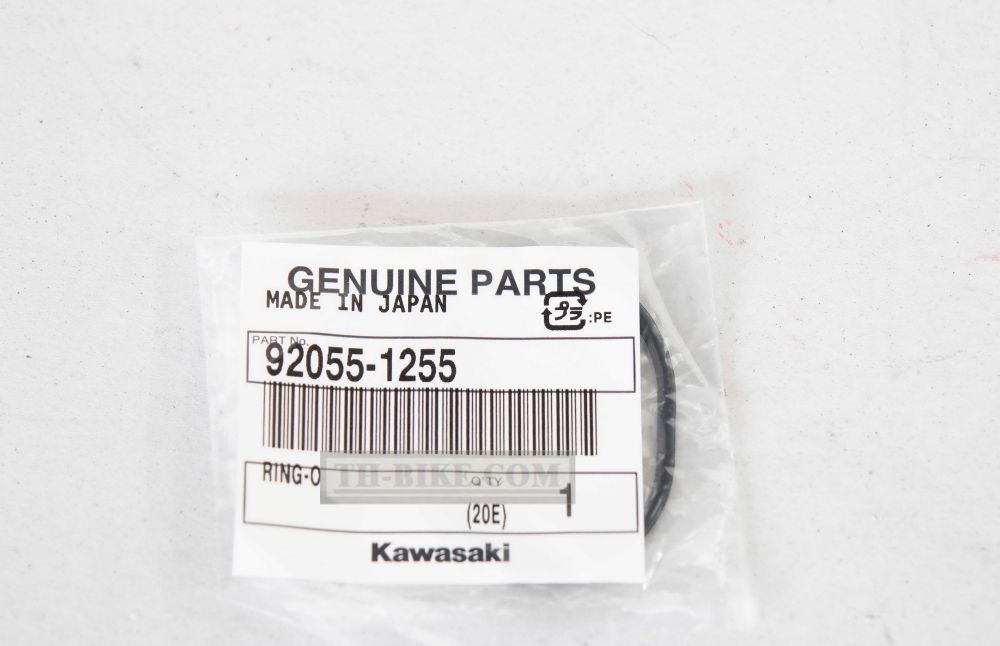 GENUINE PARTS
MADE IN JAPAN
プラ :PE
PART No.
92055-1255
RING-O
TH-BIKE.COM
Q'TY
1
(20E)
Kawasaki